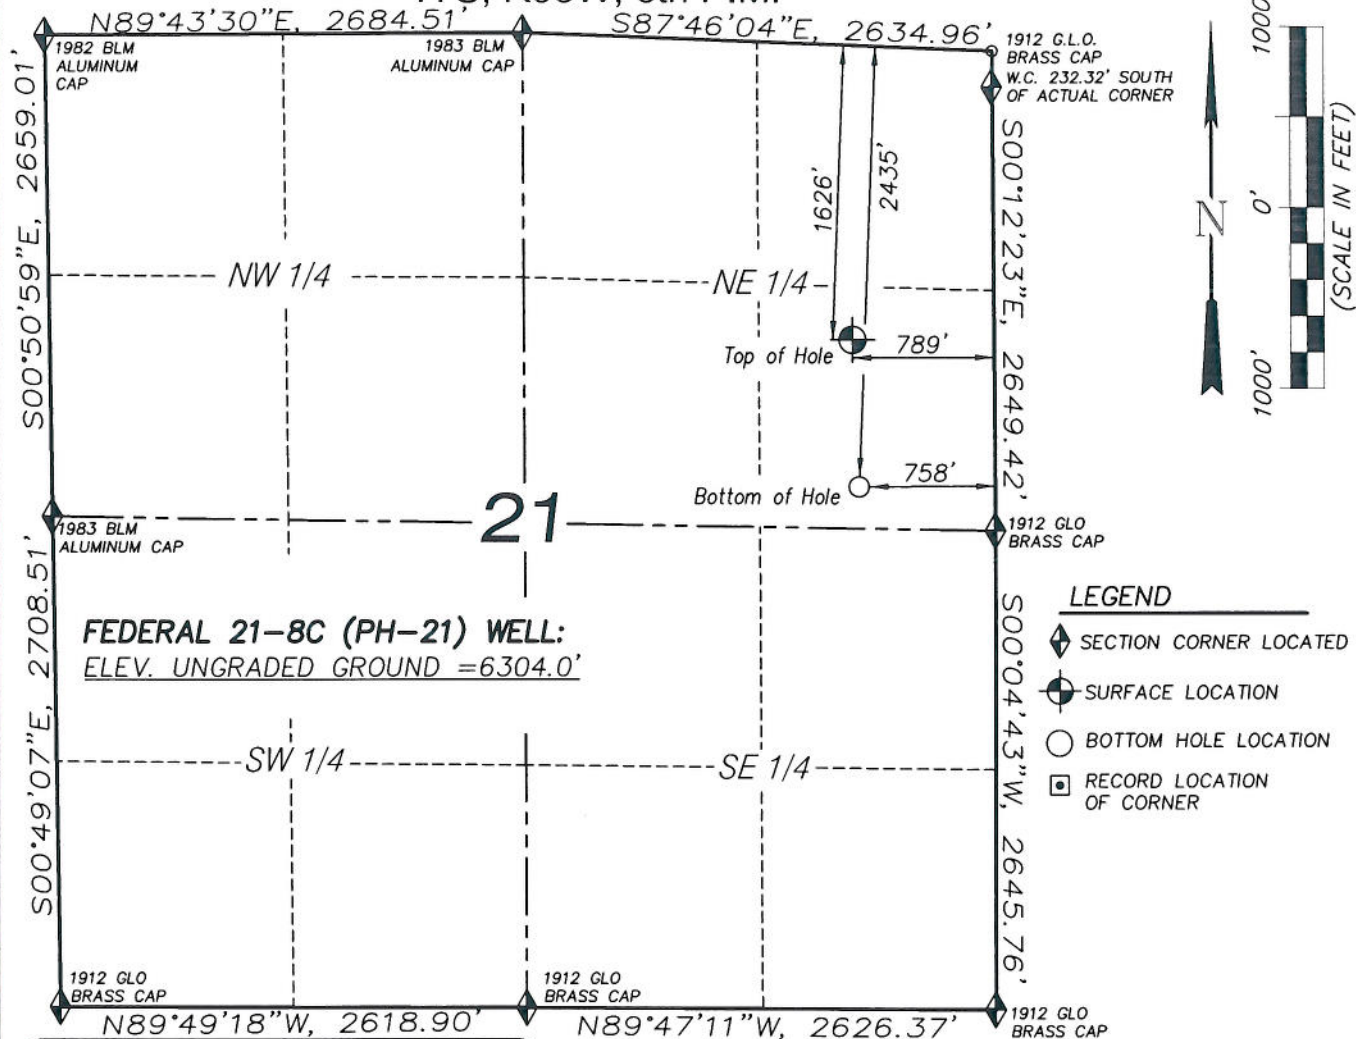 N89°43'30"E, 2684.51'
S87°46'04"E, 2634.96'
1982 BLM
ALUMINUM
CAP
1983 BLM
ALUMINUM CAP
1912 G.L.O.
BRASS CAP
W.C. 232.32' SOUTH
OF ACTUAL CORNER
1000'
0'
1000'
(SCALE IN FEET)
N
S00°50'59"E, 2659.01'
S00°12'23"E, 2649.42'
1626'
2435'
NW 1/4
NE 1/4
Top of Hole
789'
Bottom of Hole
758'
21
1983 BLM
ALUMINUM CAP
1912 GLO
BRASS CAP
S00°49'07"E, 2708.51'
S00°04'43"W, 2645.76'
FEDERAL 21-8C (PH-21) WELL:
ELEV. UNGRADED GROUND =6304.0'
LEGEND
SECTION CORNER LOCATED
SURFACE LOCATION
BOTTOM HOLE LOCATION
RECORD LOCATION
OF CORNER
SW 1/4
SE 1/4
1912 GLO
BRASS CAP
1912 GLO
BRASS CAP
1912 GLO
BRASS CAP
N89°49'18"W, 2618.90'
N89°47'11"W, 2626.37'